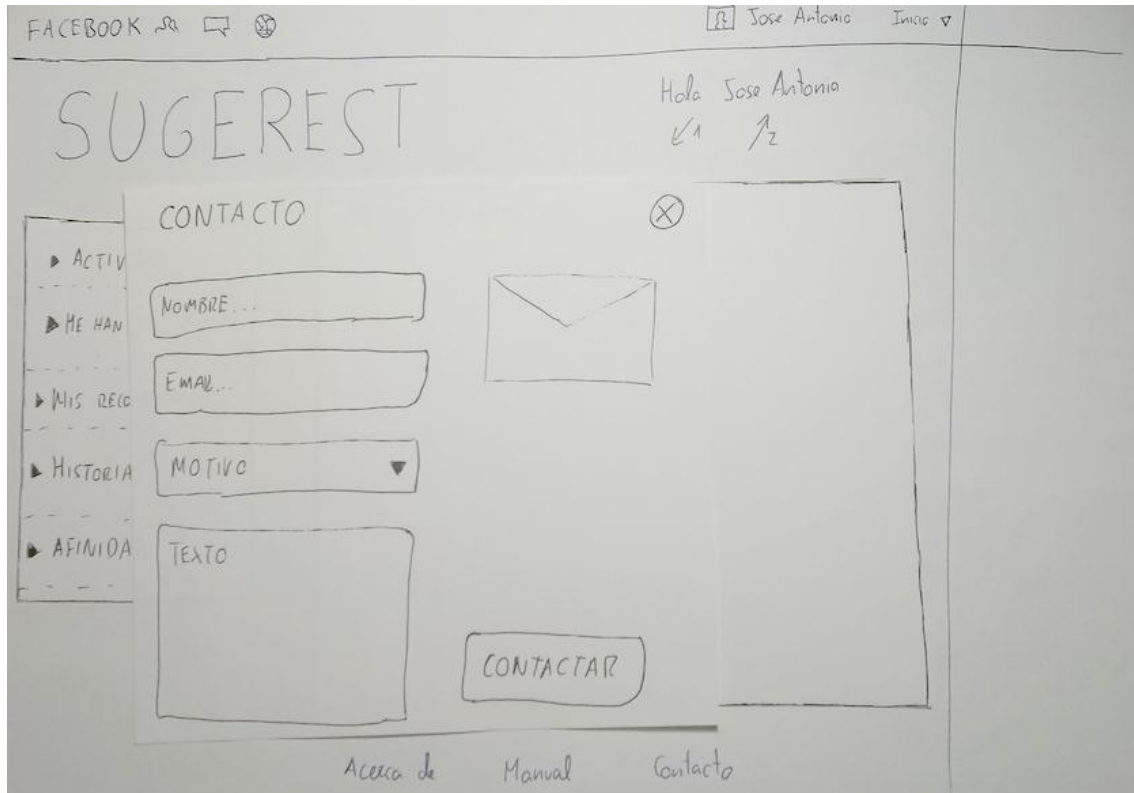 FACEBOOK
Jose Antonio Inicio
SUGEREST
Hola Jose Antonio
1 2
CONTACTO
X
ACTIV
ME HAN
MIS RECO
HISTORIA
AFINIDA
NOMBRE...
EMAIL...
MOTIVO
TEXTO
CONTACTAR
Acerca de Manual Contacto